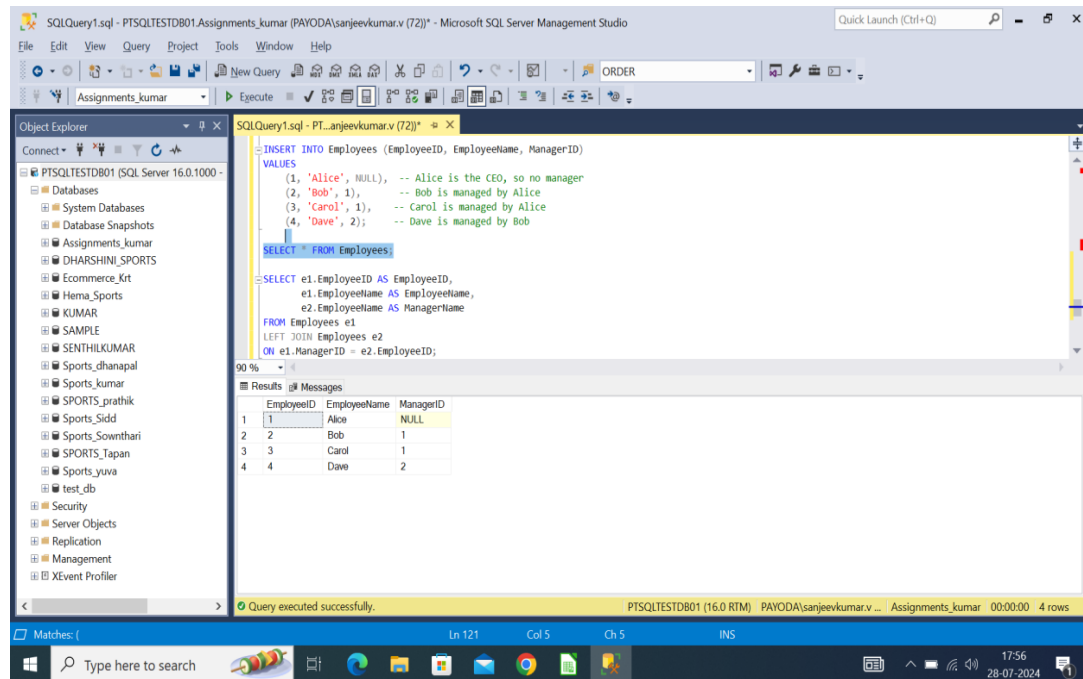 SQLQuery1.sql - PTSQLTESTDB01.Assignments_kumar (PAYODA\sanjeevkumar.v (72))* - Microsoft SQL Server Management Studio
Quick Launch (Ctrl+Q)
File Edit View Query Project Tools Window Help
New Query MDX DMX XMLA DAX ORDER
Assignments_kumar Execute
Object Explorer
Connect
PTSQLTESTDB01 (SQL Server 16.0.1000 -
Databases
System Databases
Database Snapshots
Assignments_kumar
DHARSHINI_SPORTS
Ecommerce_Krt
Hema_Sports
KUMAR
SAMPLE
SENTHILKUMAR
Sports_dhanapal
Sports_kumar
SPORTS_prathik
Sports_Sidd
Sports_Sownthari
SPORTS_Tapan
Sports_yuva
test_db
Security
Server Objects
Replication
Management
XEvent Profiler
SQLQuery1.sql - PT...anjeevkumar.v (72))*
INSERT INTO Employees (EmployeeID, EmployeeName, ManagerID)
VALUES
(1, 'Alice', NULL), -- Alice is the CEO, so no manager
(2, 'Bob', 1), -- Bob is managed by Alice
(3, 'Carol', 1), -- Carol is managed by Alice
(4, 'Dave', 2); -- Dave is managed by Bob
SELECT * FROM Employees;
SELECT e1.EmployeeID AS EmployeeID,
e1.EmployeeName AS EmployeeName,
e2.EmployeeName AS ManagerName
FROM Employees e1
LEFT JOIN Employees e2
ON e1.ManagerID = e2.EmployeeID;
90 %
Results Messages
EmployeeID EmployeeName ManagerID
1 1 Alice NULL
2 2 Bob 1
3 3 Carol 1
4 4 Dave 2
Query executed successfully. PTSQLTESTDB01 (16.0 RTM) PAYODA\sanjeevkumar.v ... Assignments_kumar 00:00:00 4 rows
Matches: ( Ln 121 Col 5 Ch 5 INS
Type here to search
17:56
28-07-2024
1